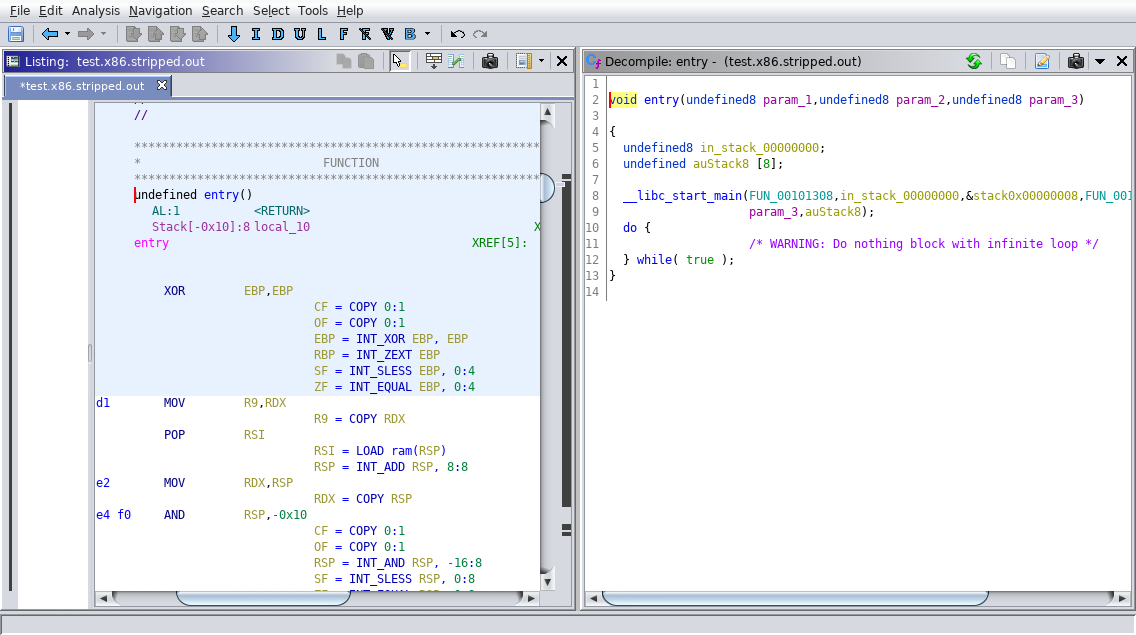 File Edit Analysis Navigation Search Select Tools Help
I D U L F V B
Listing: test.x86.stripped.out
*test.x86.stripped.out
//
***********************************************************
* FUNCTION
***********************************************************
undefined entry()
AL:1 <RETURN>
Stack[-0x10]:8 local_10 X
entry XREF[5]:
XOR EBP,EBP
CF = COPY 0:1
OF = COPY 0:1
EBP = INT_XOR EBP, EBP
RBP = INT_ZEXT EBP
SF = INT_SLESS EBP, 0:4
ZF = INT_EQUAL EBP, 0:4
d1 MOV R9,RDX
R9 = COPY RDX
POP RSI
RSI = LOAD ram(RSP)
RSP = INT_ADD RSP, 8:8
e2 MOV RDX,RSP
RDX = COPY RSP
e4 f0 AND RSP,-0x10
CF = COPY 0:1
OF = COPY 0:1
RSP = INT_AND RSP, -16:8
SF = INT_SLESS RSP, 0:8
Decompile: entry - (test.x86.stripped.out)
1
2 void entry(undefined8 param_1,undefined8 param_2,undefined8 param_3)
3
4 {
5 undefined8 in_stack_00000000;
6 undefined auStack8 [8];
7
8 __libc_start_main(FUN_00101308,in_stack_00000000,&stack0x00000008,FUN_001
9 param_3,auStack8);
10 do {
11 /* WARNING: Do nothing block with infinite loop */
12 } while( true );
13 }
14